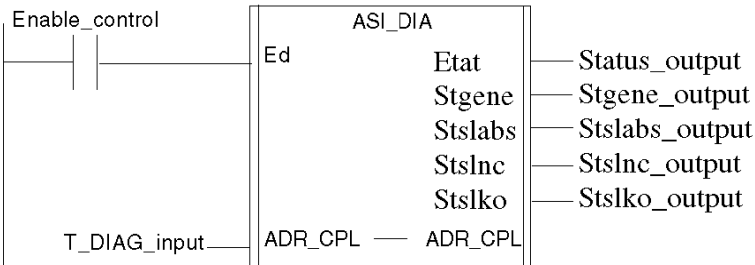 Enable_control
ASI_DIA
Ed
Etat Status_output
Stgene Stgene_output
Stslabs Stslabs_output
Stslnc Stslnc_output
Stslko Stslko_output
T_DIAG_input ADR_CPL ADR_CPL